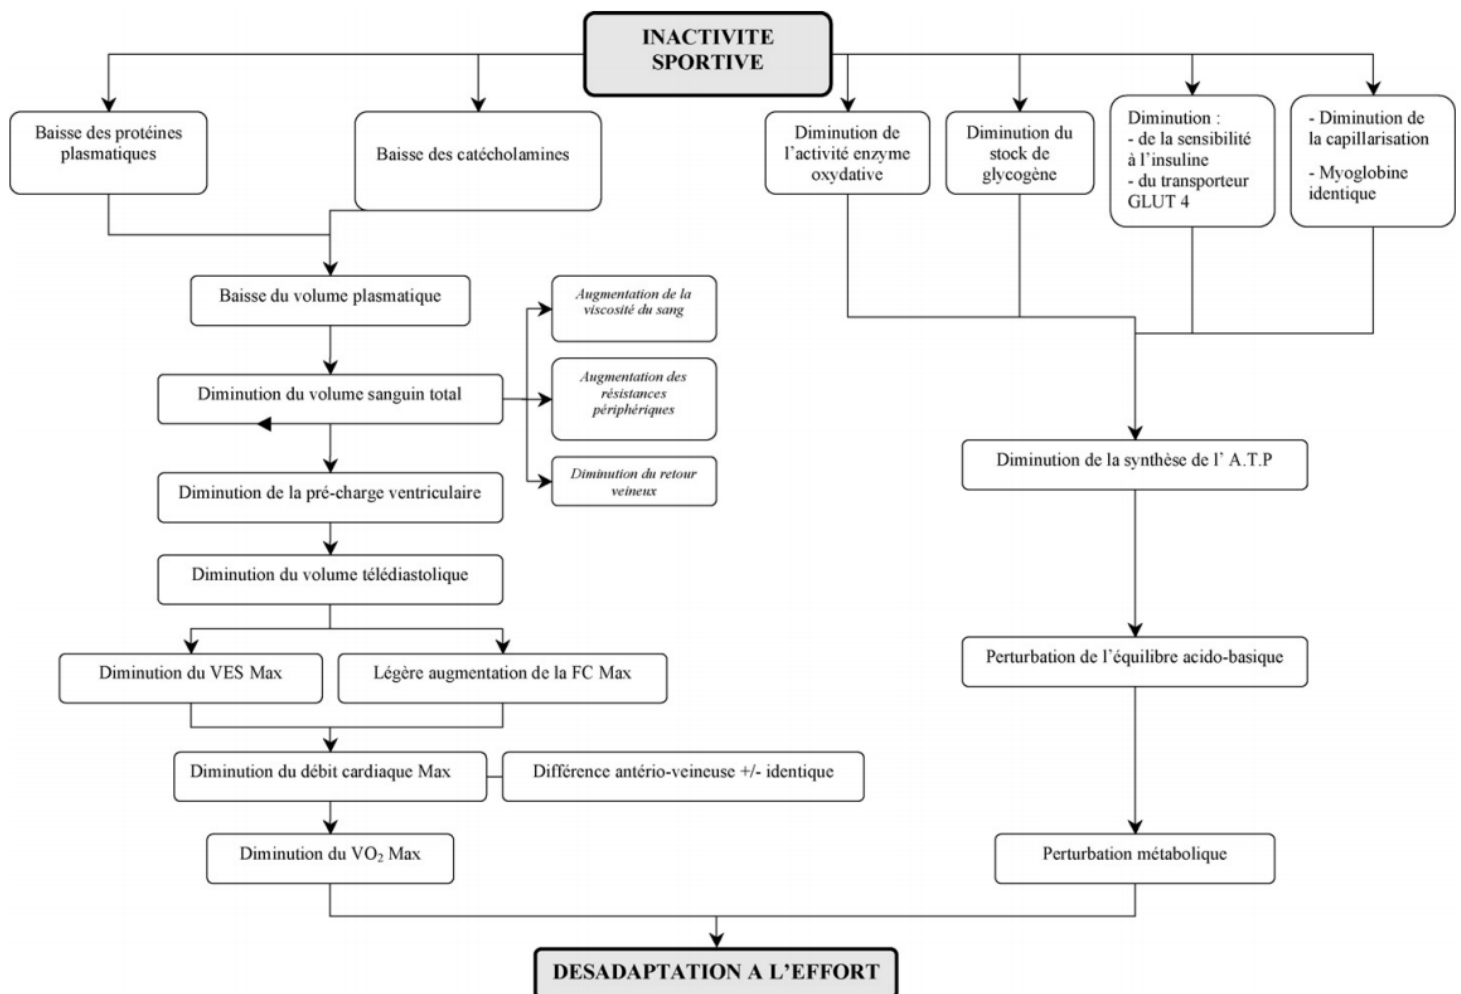 INACTIVITE
SPORTIVE
Baisse des protéines
plasmatiques
Baisse des catécholamines
Diminution de
l'activité enzyme
oxydative
Diminution du
stock de
glycogène
Diminution :
- de la sensibilité
à l'insuline
- du transporteur
GLUT 4
- Diminution de
la capillarisation
- Myoglobine
identique
Baisse du volume plasmatique
Augmentation de la
viscosité du sang
Diminution du volume sanguin total
Augmentation des
résistances
périphériques
Diminution du retour
veineux
Diminution de la synthèse de l' A.T.P
Diminution de la pré-charge ventriculaire
Diminution du volume télédiastolique
Diminution du VES Max
Légère augmentation de la FC Max
Perturbation de l'équilibre acido-basique
Diminution du débit cardiaque Max
Différence antério-veineuse +/- identique
Diminution du VO₂ Max
Perturbation métabolique
DESADAPTATION A L'EFFORT